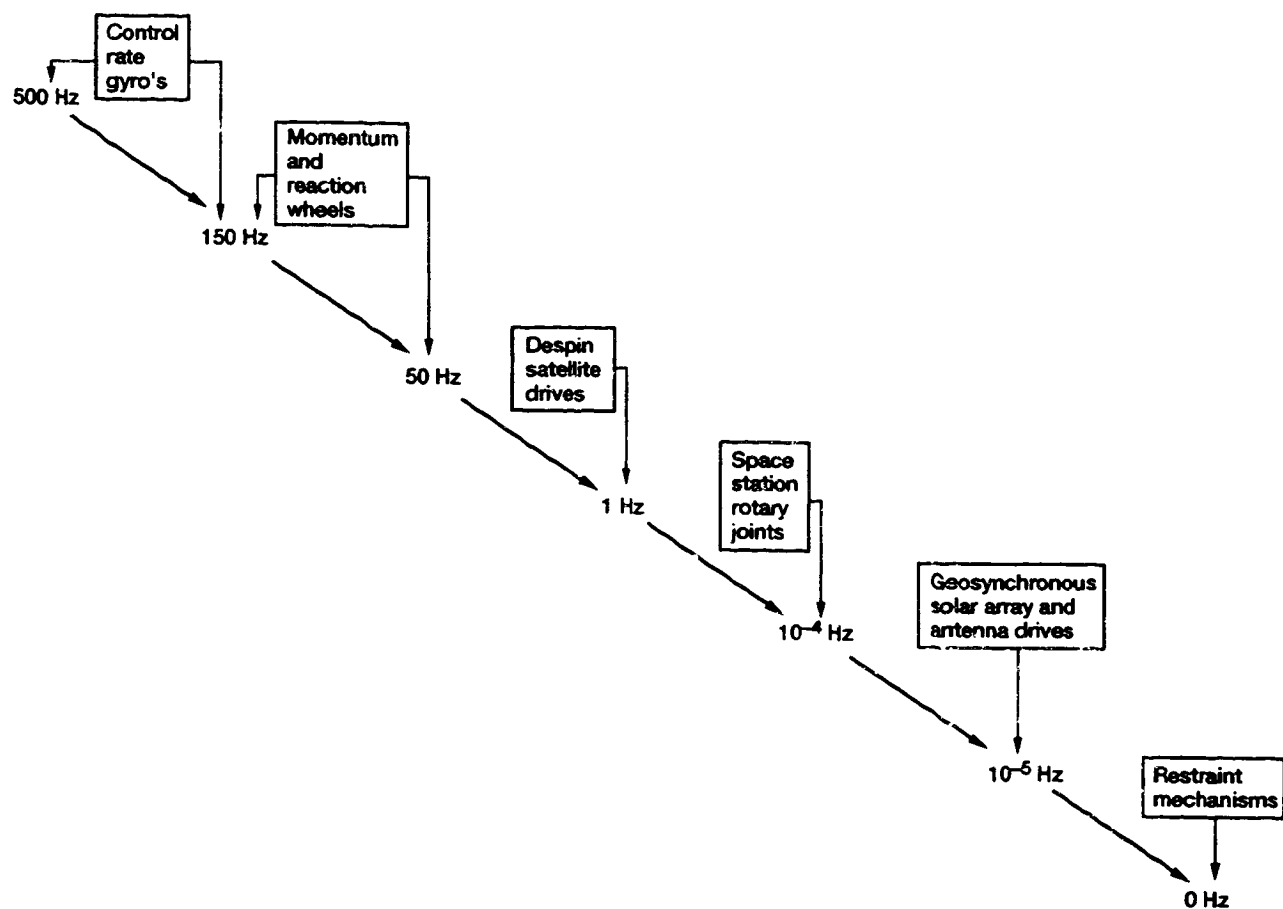 Control
rate
gyro's
500 Hz
Momentum
and
reaction
wheels
150 Hz
50 Hz
Despin
satellite
drives
1 Hz
Space
station
rotary
joints
10⁻⁴ Hz
Geosynchronous
solar array and
antenna drives
10⁻⁵ Hz
Restraint
mechanisms
0 Hz